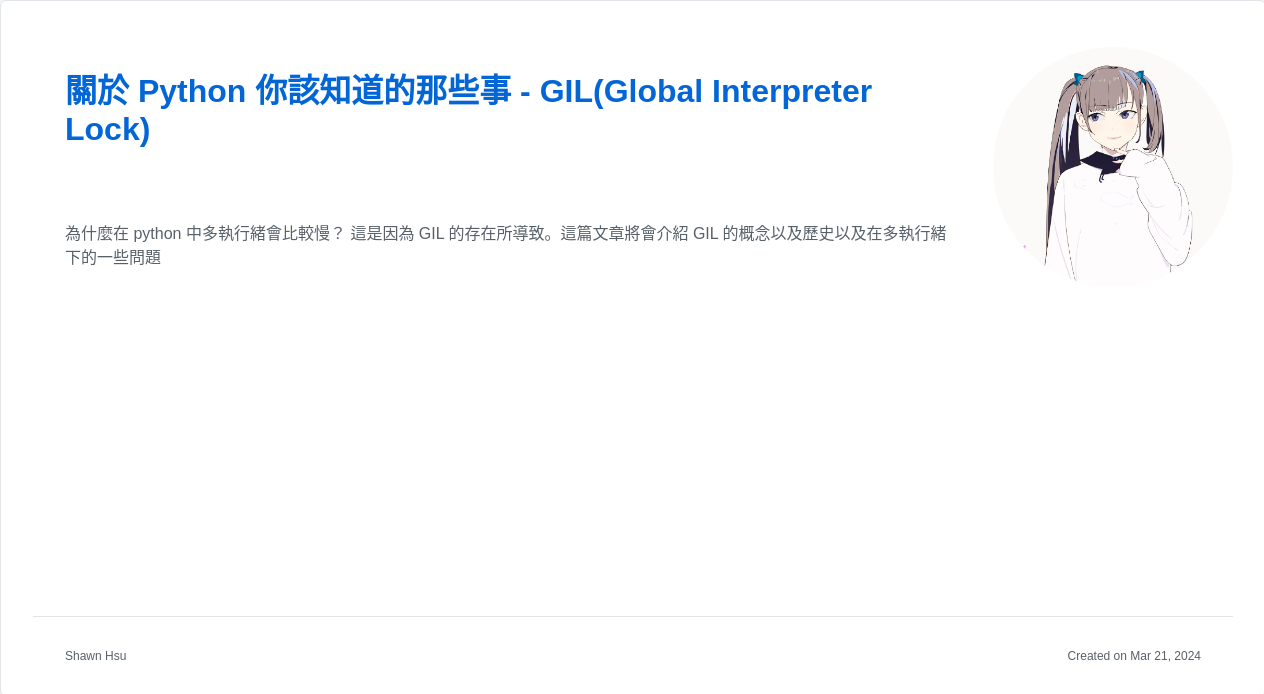 關於 Python 你該知道的那些事 - GIL(Global Interpreter
Lock)
為什麼在 python 中多執行緒會比較慢？ 這是因為 GIL 的存在所導致。這篇文章將會介紹 GIL 的概念以及歷史以及在多執行緒
下的一些問題
Shawn Hsu
Created on Mar 21, 2024